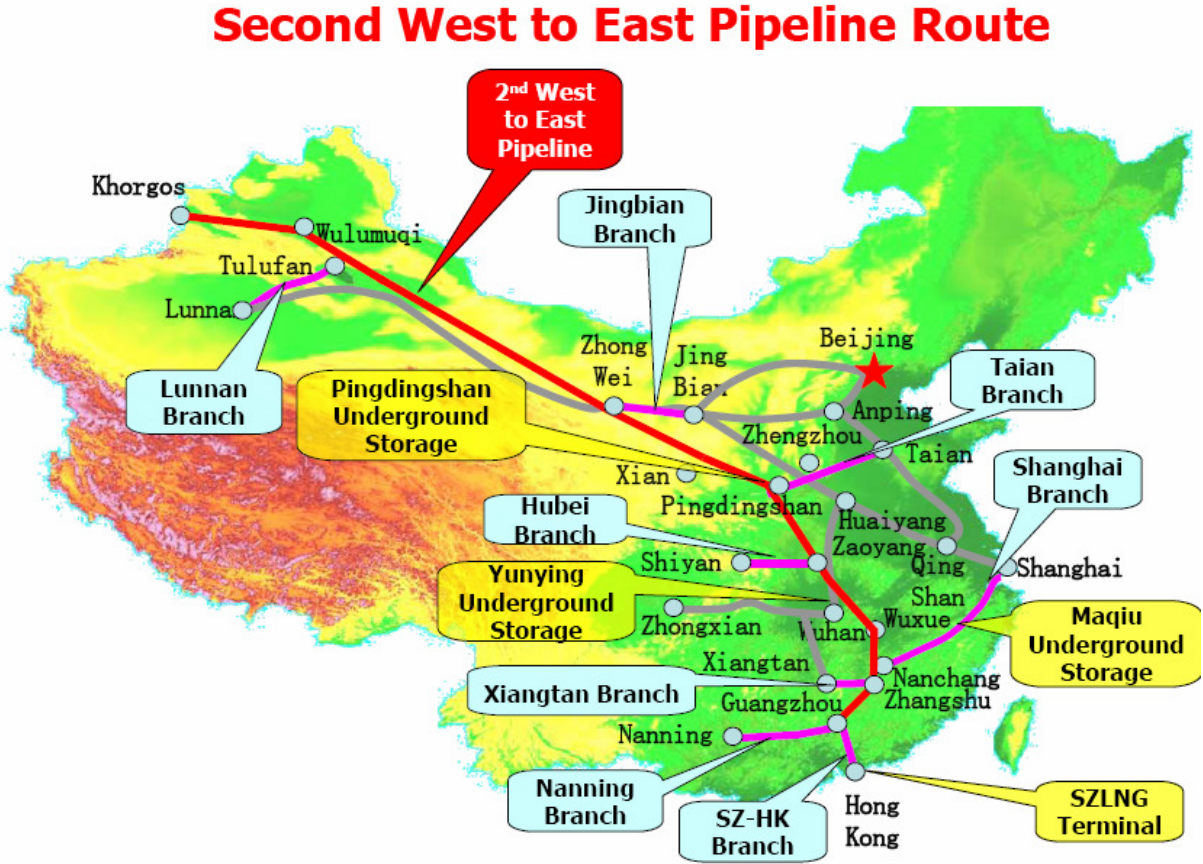 Second West to East Pipeline Route
2nd West
to East
Pipeline
Khorgos
Jingbian
Branch
Wulumuqi
Tulufan
Lunna
Beijing
Zhong
Wei
Jing
Bian
Taian
Branch
Lunnan
Branch
Pingdingshan
Underground
Storage
Anping
Zhengzhou
Taian
Shanghai
Branch
Xian
Pingdingshan
Hubei
Branch
Huaiyang
Zaoyang
Qing
Shan
Shanghai
Shiyan
Yunying
Underground
Storage
Zhongxian
Wuhan
Wuxue
Maqiu
Underground
Storage
Xiangtan
Nanchang
Xiangtan Branch
Guangzhou
Zhangshu
Nanning
Nanning
Branch
SZ-HK
Branch
Hong
Kong
SZLNG
Terminal